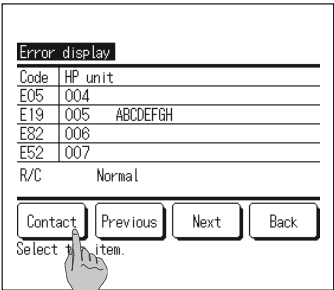 Error display
Code HP unit
E05 004
E19 005 ABCDEFGH
E82 006
E52 007
R/C Normal
Contact Previous Next Back
Select item.